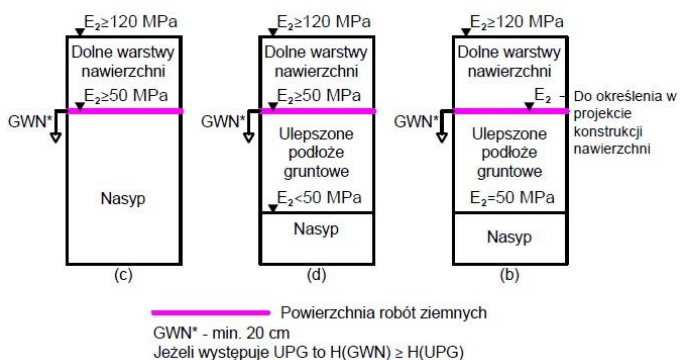 E₂≥120 MPa
Dolne warstwy
nawierzchni
E₂≥50 MPa
GWN*
Nasyp
(c)
E₂≥120 MPa
Dolne warstwy
nawierzchni
E₂≥50 MPa
GWN*
Ulepszone
podłoże
gruntowe
E₂<50 MPa
Nasyp
(d)
E₂≥120 MPa
Dolne warstwy
nawierzchni
E₂ - Do określenia w
projekcie
konstrukcji
nawierzchni
GWN*
Ulepszone
podłoże
gruntowe
E₂=50 MPa
Nasyp
(b)
Powierzchnia robót ziemnych
GWN* - min. 20 cm
Jeżeli występuje UPG to H(GWN) ≥ H(UPG)